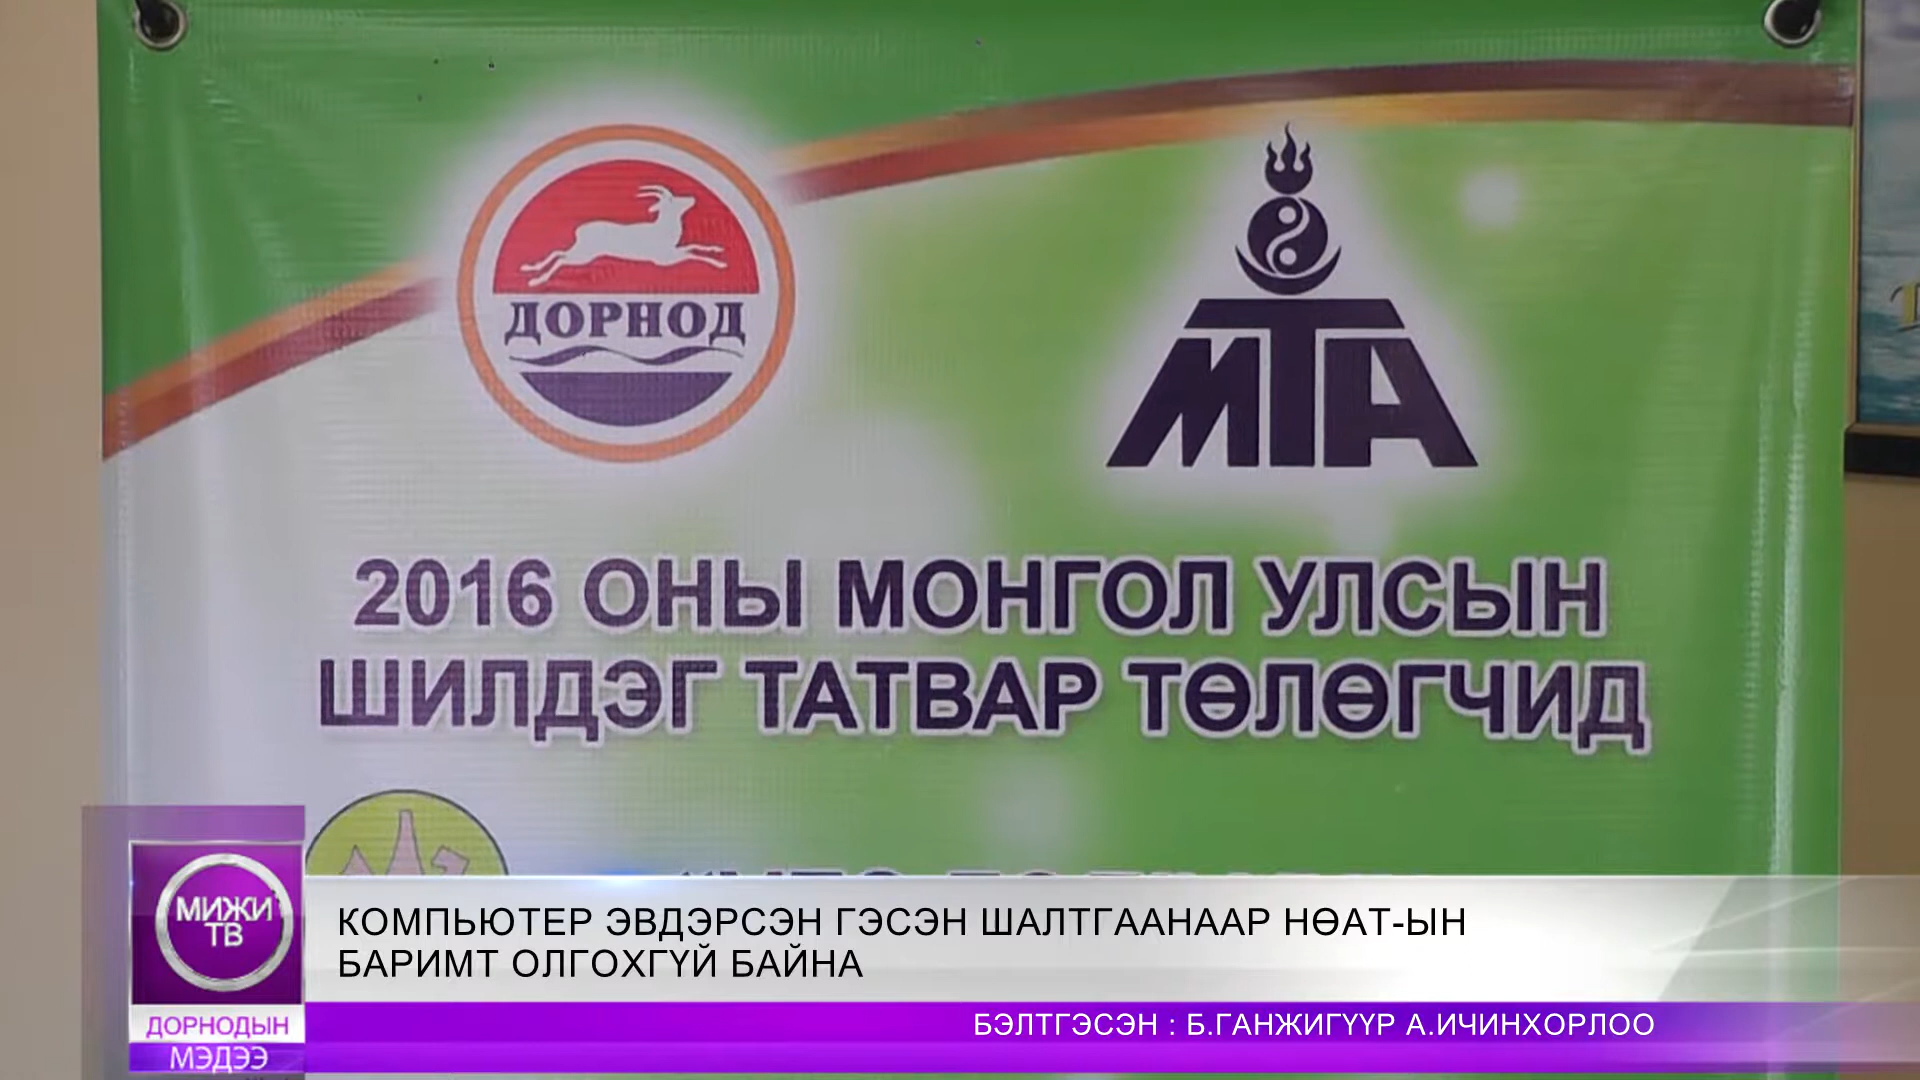 ДОРНОД
МТА
2016 ОНЫ МОНГОЛ УЛСЫН
ШИЛДЭГ ТАТВАР ТӨЛӨГЧИД
МИЖИ
ТВ
ДОРНОДЫН
МЭДЭЭ
КОМПЬЮТЕР ЭВДЭРСЭН ГЭСЭН ШАЛТГААНААР НӨАТ-ЫН
БАРИМТ ОЛГОХГҮЙ БАЙНА
БЭЛТГЭСЭН : Б.ГАНЖИГҮҮР А.ИЧИНХОРЛОО